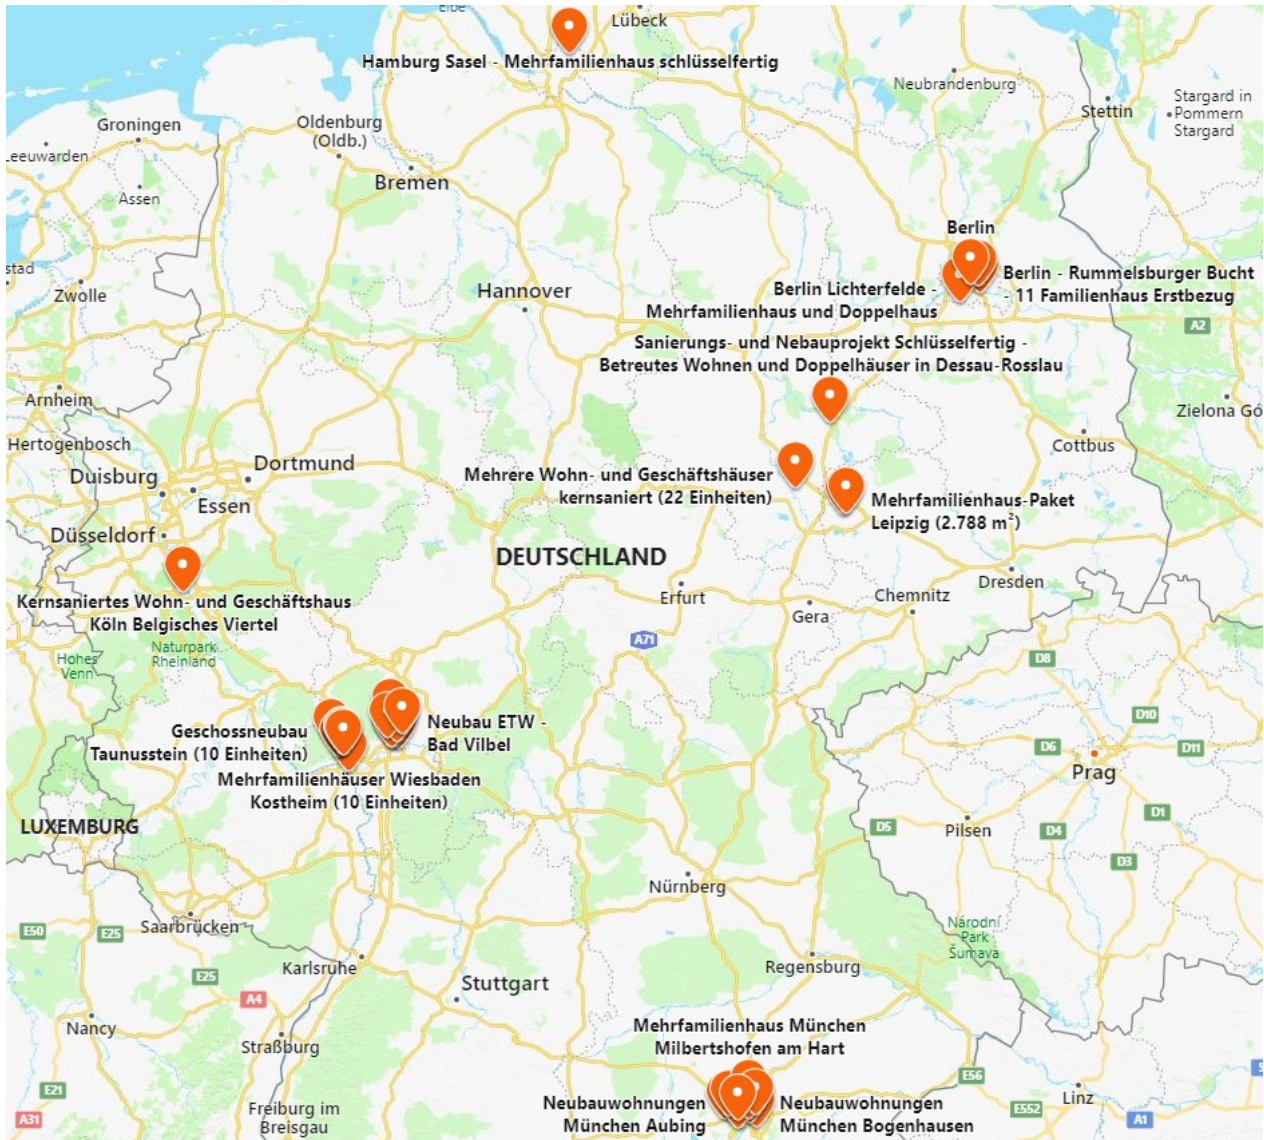 Elbe
Lübeck
Hamburg Sasel - Mehrfamilienhaus schlüsselfertig
Neubrandenburg
Stettin
Stargard in
Pommern
Stargard
Groningen
Oldenburg
(Oldb.)
Leeuwarden
Bremen
Assen
Berlin
stad
Zwolle
Hannover
Berlin Lichterfelde -
Mehrfamilienhaus und Doppelhaus
Berlin - Rummelsburger Bucht
- 11 Familienhaus Erstbezug
A2
Sanierungs- und Nebauprojekt Schlüsselfertig -
Betreutes Wohnen und Doppelhäuser in Dessau-Rosslau
Arnheim
Zielona Gó
Hertogenbosch
Cottbus
Duisburg
Dortmund
Essen
Mehrere Wohn- und Geschäftshäuser
kernsaniert (22 Einheiten)
Mehrfamilienhaus-Paket
Leipzig (2.788 m²)
Düsseldorf
DEUTSCHLAND
Dresden
Erfurt
Chemnitz
Gera
Kernsaniertes Wohn- und Geschäftshaus
Köln Belgisches Viertel
A71
Naturpark
Rheinland
Hohes
Venn
D8
D10
Geschossneubau
Taunusstein (10 Einheiten)
Neubau ETW -
Bad Vilbel
D6
D11
Prag
Mehrfamilienhäuser Wiesbaden
Kostheim (10 Einheiten)
D1
LUXEMBURG
D5
Pilsen
D4
D3
Nürnberg
Saarbrücken
E50
E25
Národní
Park
Šumava
Karlsruhe
E25
Regensburg
Stuttgart
A4
Nancy
Straßburg
Mehrfamilienhaus München
Milbertshofen am Hart
E56
E21
Linz
Neubauwohnungen
München Aubing
Neubauwohnungen
München Bogenhausen
Freiburg im
Breisgau
E552
A1
A31